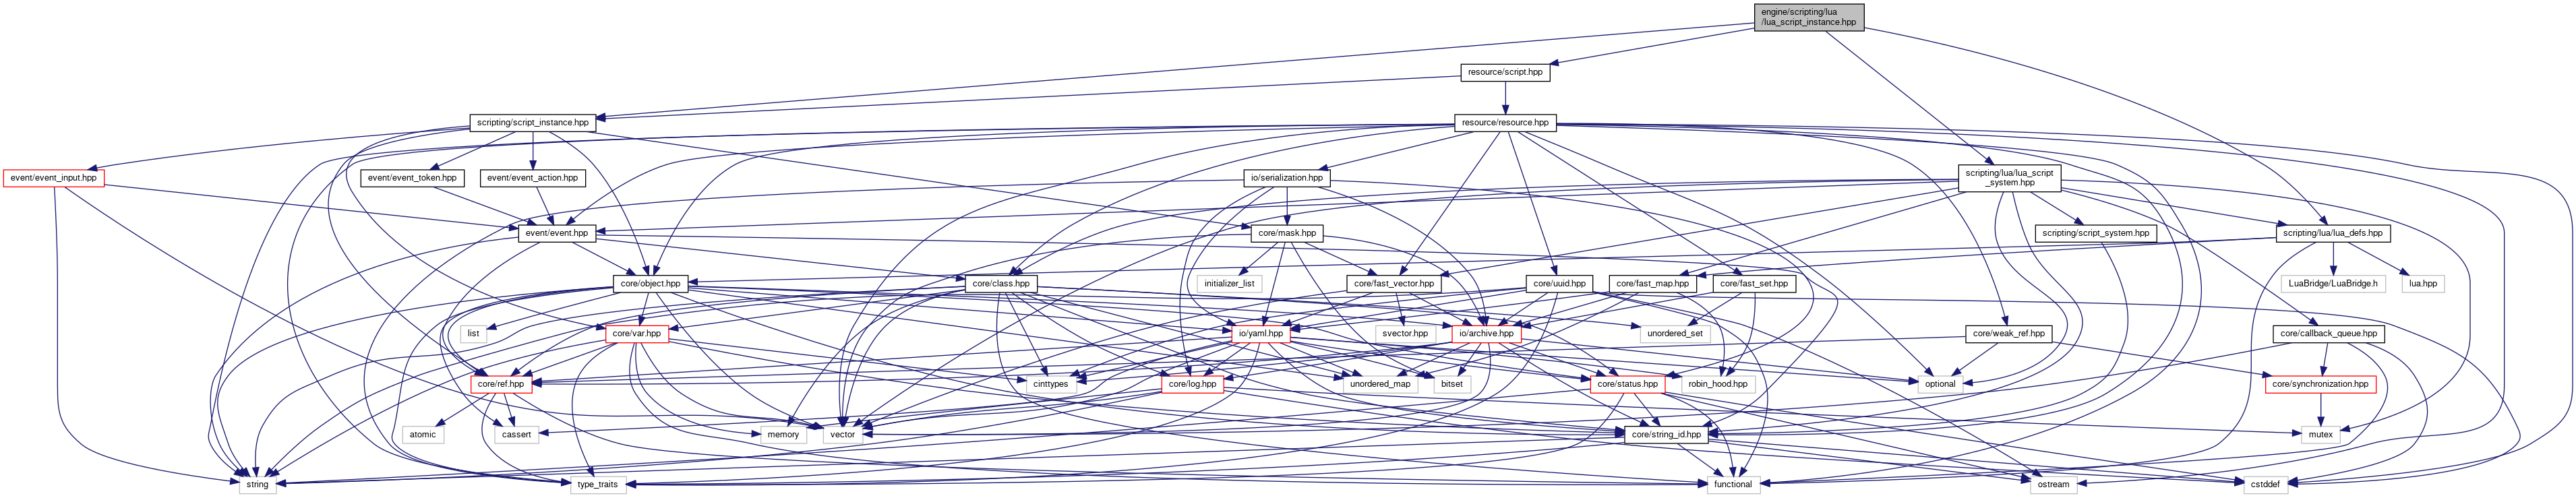 engine/scripting/lua
/lua_script_instance.hpp
resource/script.hpp
scripting/script_instance.hpp
resource/resource.hpp
event/event_input.hpp
event/event_token.hpp
event/event_action.hpp
io/serialization.hpp
scripting/lua/lua_script
_system.hpp
event/event.hpp
core/mask.hpp
scripting/script_system.hpp
scripting/lua/lua_defs.hpp
core/object.hpp
core/class.hpp
initializer_list
core/fast_vector.hpp
core/uuid.hpp
core/fast_map.hpp
core/fast_set.hpp
LuaBridge/LuaBridge.h
lua.hpp
list
core/var.hpp
io/yaml.hpp
svector.hpp
io/archive.hpp
unordered_set
core/weak_ref.hpp
core/callback_queue.hpp
core/ref.hpp
cinttypes
core/log.hpp
unordered_map
bitset
core/status.hpp
robin_hood.hpp
optional
core/synchronization.hpp
atomic
cassert
memory
vector
core/string_id.hpp
mutex
string
type_traits
functional
ostream
cstddef